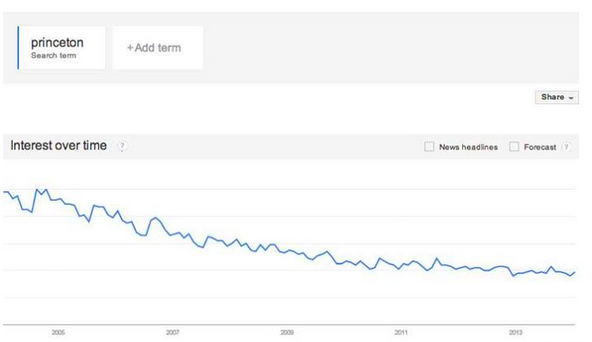 princeton
Search term
+Add term
Share
Interest over time ?
News headlines
Forecast ?
2005 2007 2009 2011 2013